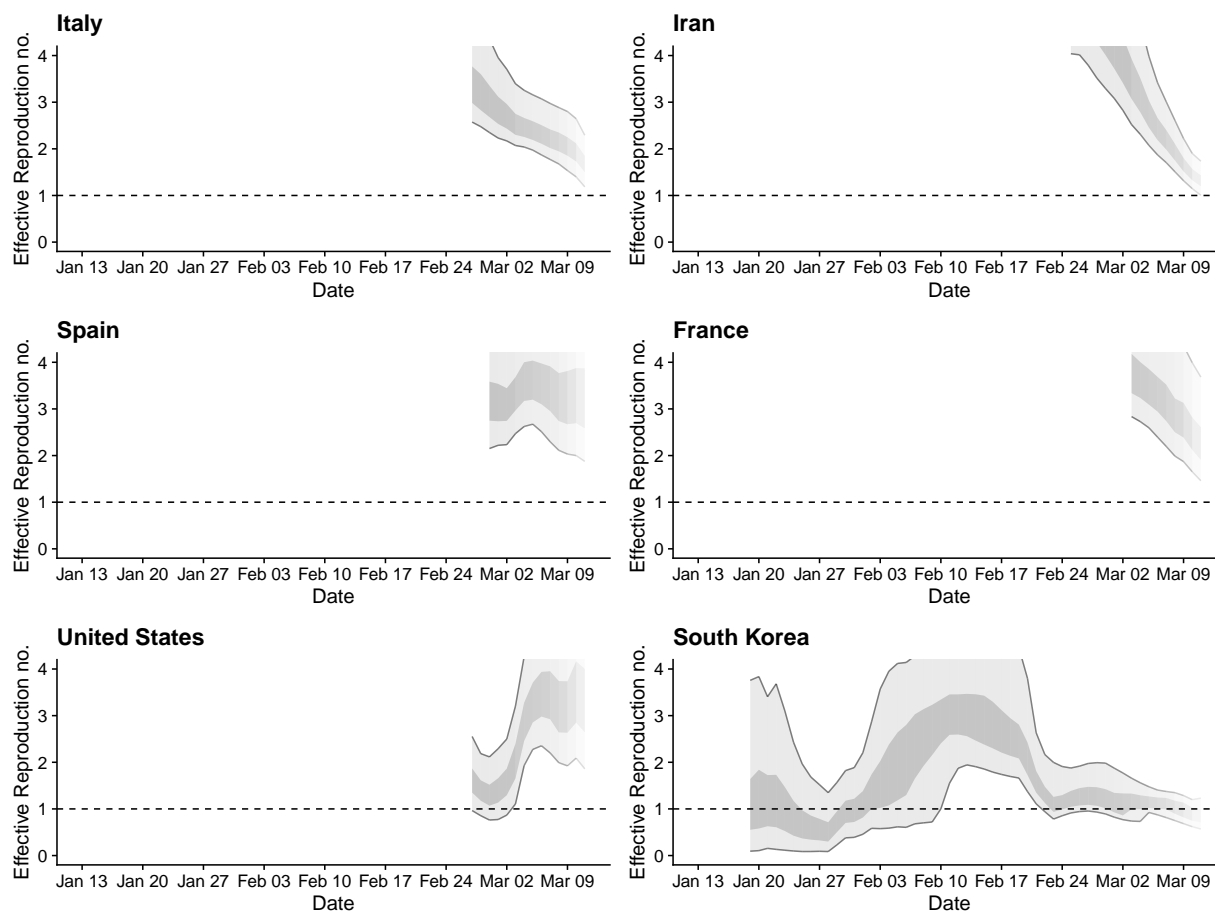 Italy
Effective Reproduction no.
4
3
2
1
0
Jan 13 Jan 20 Jan 27 Feb 03 Feb 10 Feb 17 Feb 24 Mar 02 Mar 09
Date
Iran
Effective Reproduction no.
4
3
2
1
0
Jan 13 Jan 20 Jan 27 Feb 03 Feb 10 Feb 17 Feb 24 Mar 02 Mar 09
Date
Spain
Effective Reproduction no.
4
3
2
1
0
Jan 13 Jan 20 Jan 27 Feb 03 Feb 10 Feb 17 Feb 24 Mar 02 Mar 09
Date
France
Effective Reproduction no.
4
3
2
1
0
Jan 13 Jan 20 Jan 27 Feb 03 Feb 10 Feb 17 Feb 24 Mar 02 Mar 09
Date
United States
Effective Reproduction no.
4
3
2
1
0
Jan 13 Jan 20 Jan 27 Feb 03 Feb 10 Feb 17 Feb 24 Mar 02 Mar 09
Date
South Korea
Effective Reproduction no.
4
3
2
1
0
Jan 13 Jan 20 Jan 27 Feb 03 Feb 10 Feb 17 Feb 24 Mar 02 Mar 09
Date